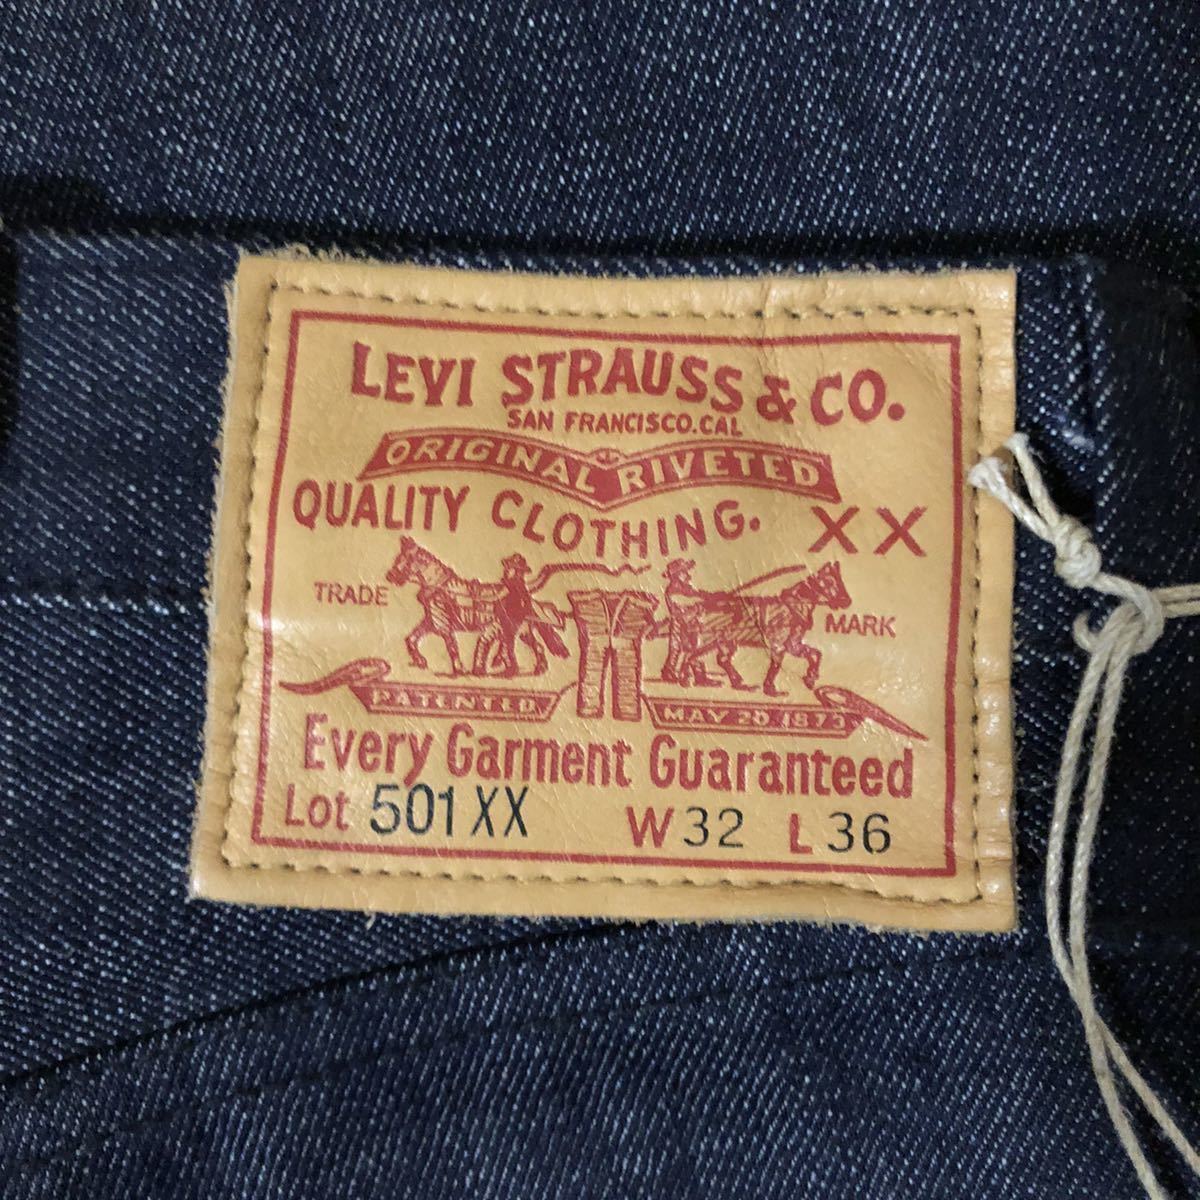 LEVI STRAUSS & CO.
SAN FRANCISCO.CAL
ORIGINAL RIVETED
QUALITY CLOTHING. XX
TRADE MARK
PATENTED MAY 20 1873
Every Garment Guaranteed
Lot 501XX W32 L36